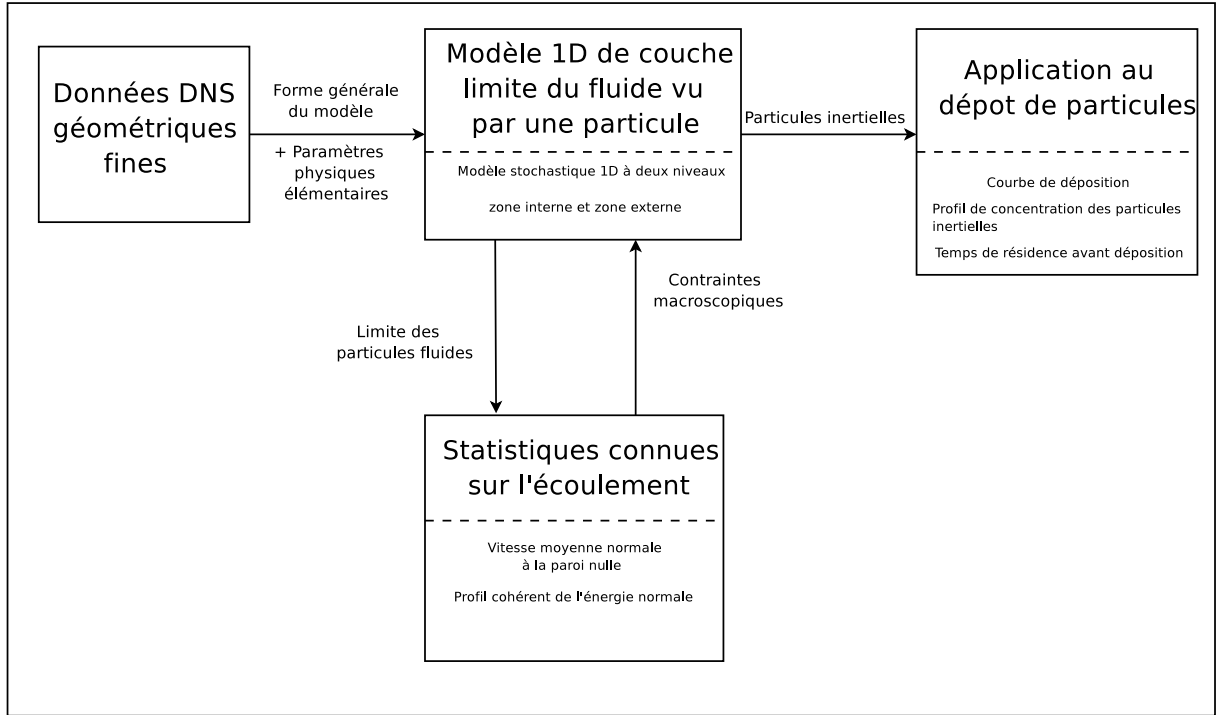 Données DNS
géométriques
fines
Forme générale
du modèle
+ Paramètres
physiques
élémentaires
Modèle 1D de couche
limite du fluide vu
par une particule
Modèle stochastique 1D à deux niveaux
zone interne et zone externe
Particules inertielles
Application au
dépot de particules
Courbe de déposition
Profil de concentration des particules
inertielles
Temps de résidence avant déposition
Limite des
particules fluides
Contraintes
macroscopiques
Statistiques connues
sur l'écoulement
Vitesse moyenne normale
à la paroi nulle
Profil cohérent de l'énergie normale